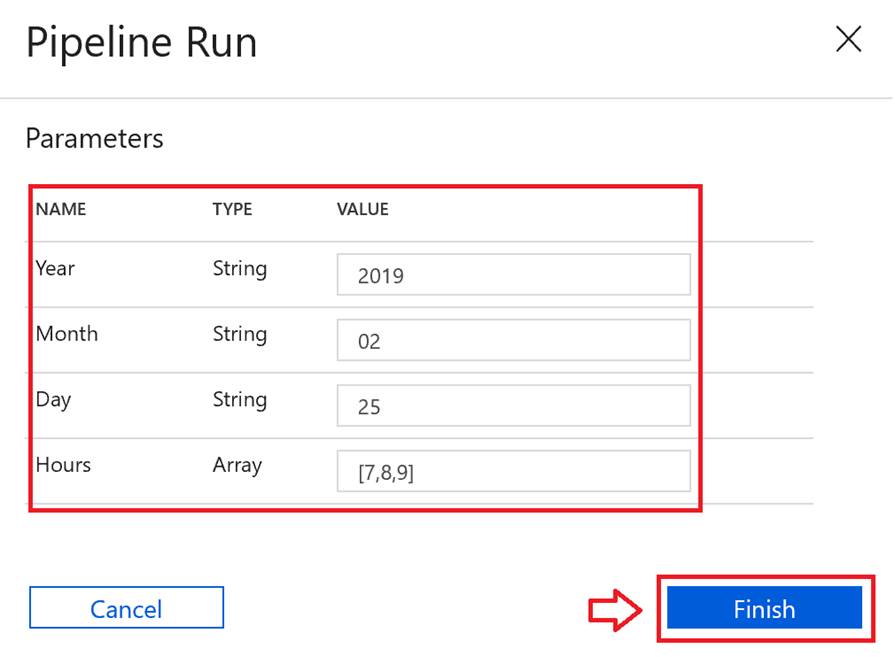 Pipeline Run
Parameters
NAME TYPE VALUE
Year String 2019
Month String 02
Day String 25
Hours Array [7,8,9]
Cancel Finish